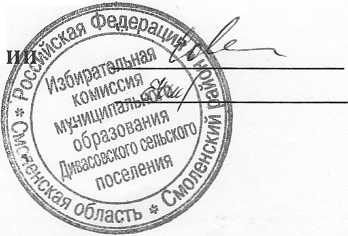 ИИ
Российская Федерация
Смоленский район
Смоленская область
Избирательная
комиссия
муниципального
образования
Дивасовского сельского
поселения